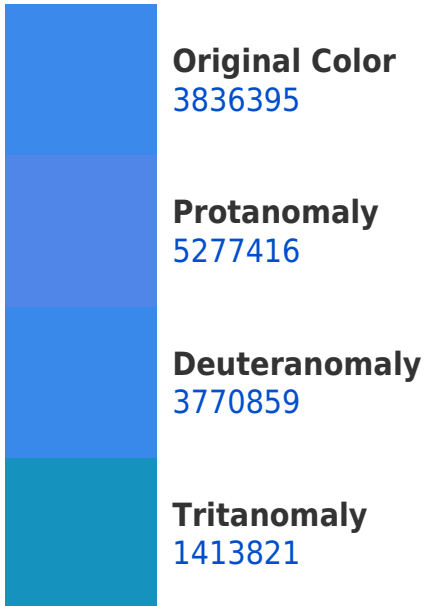 Original Color
3836395
Protanomaly
5277416
Deuteranomaly
3770859
Tritanomaly
1413821